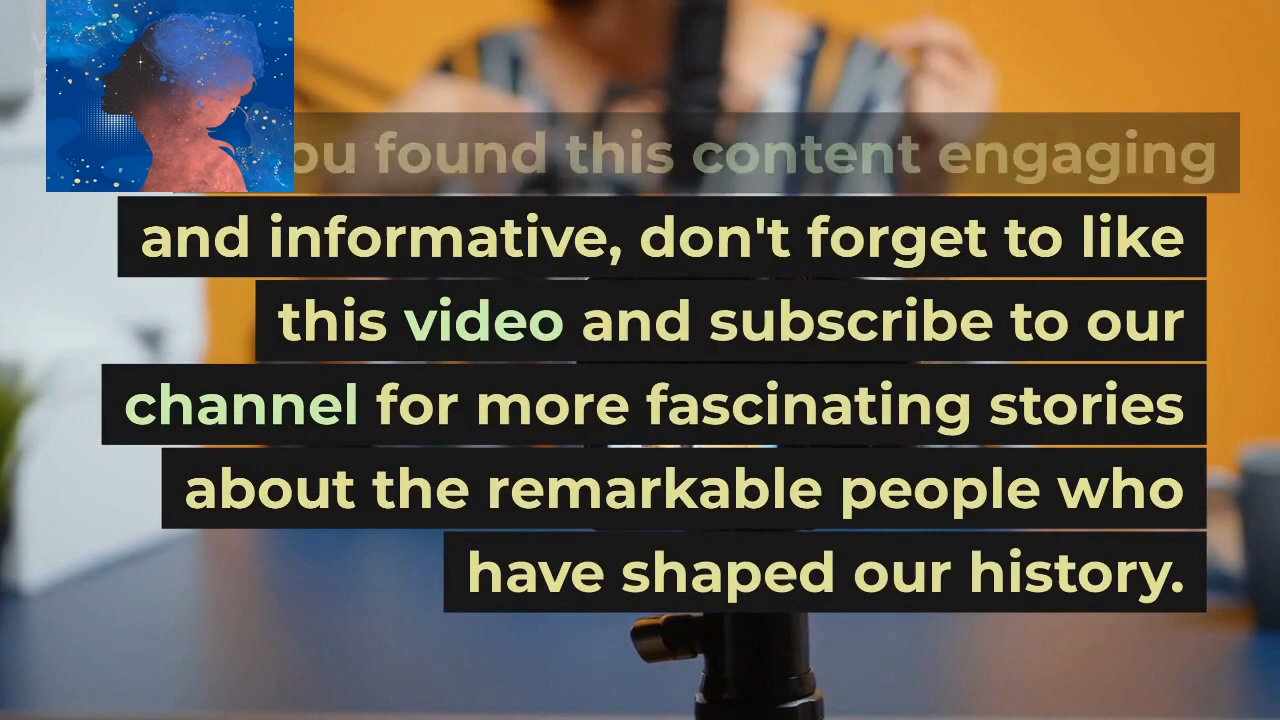 ou found this content engaging
and informative, don't forget to like
this video and subscribe to our
channel for more fascinating stories
about the remarkable people who
have shaped our history.